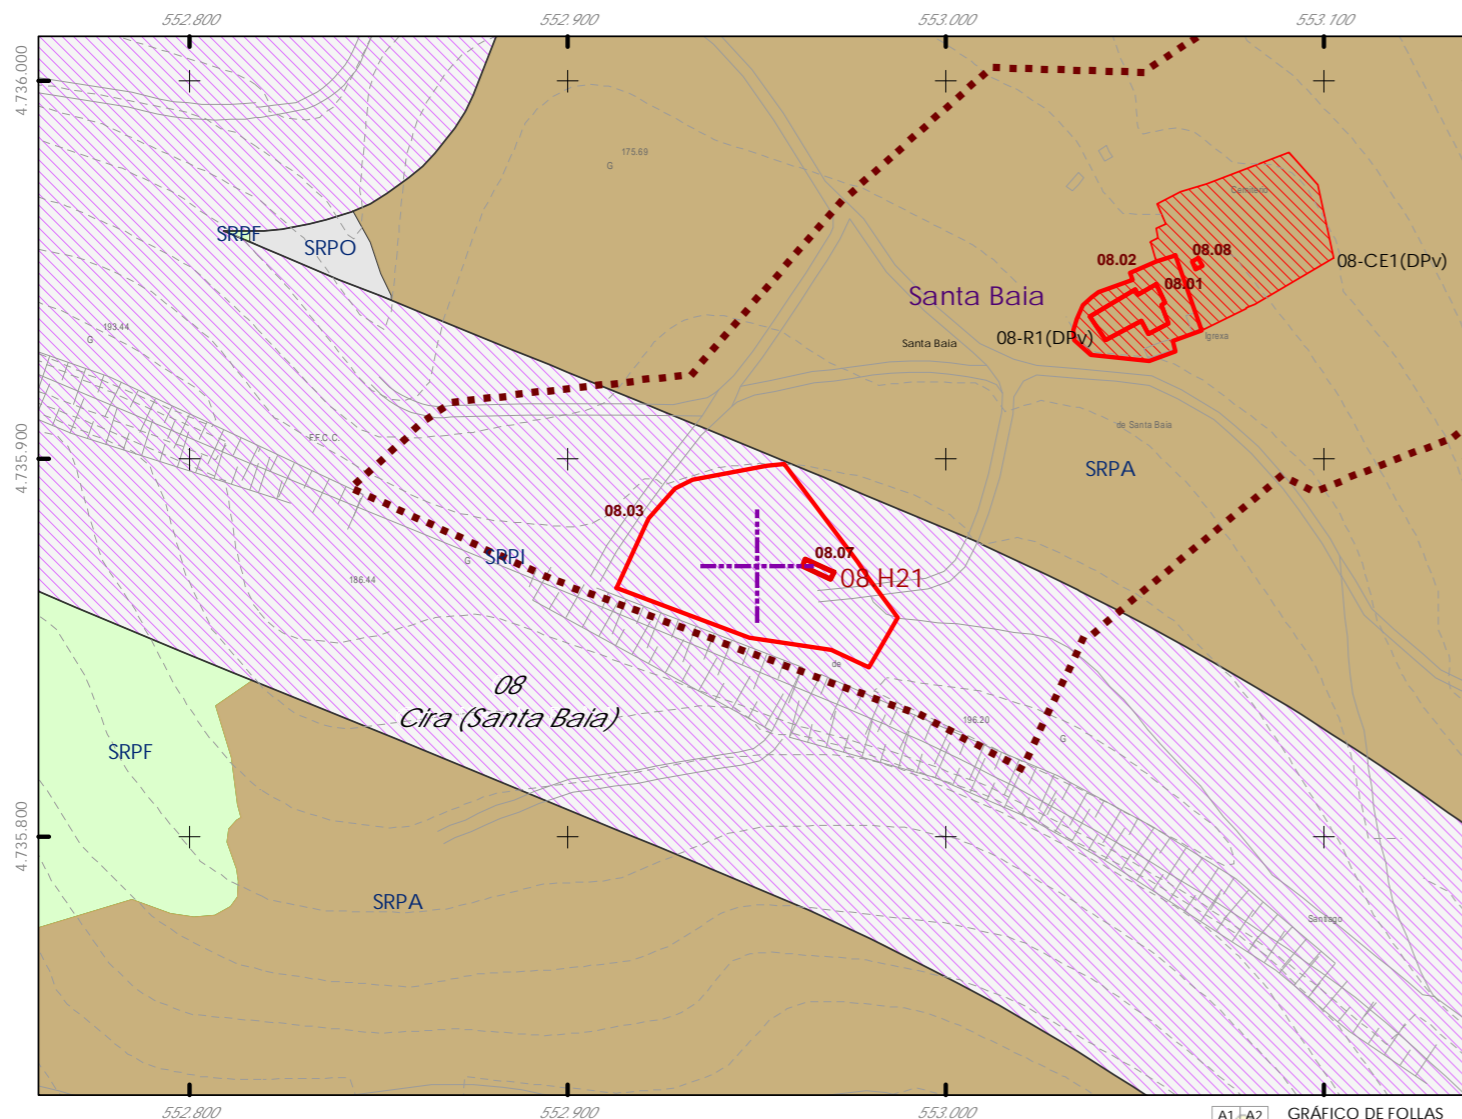 552.800 552.900 553.000 553.100
4.736.000
175.69
G
Cemiterio
SRPF
SRPO
08.02
08.08
08-CE1(DPv)
08.01
Santa Baia
193.44
G
08-R1(DPv)
Igrexa
Santa Baia
de Santa Baia
F.F.C.C.
4.735.900
SRPA
08.03
SRPI
G
08.07
08.H21
186.44
de
08
Cira (Santa Baia)
196.20
G
SRPF
4.735.800
SRPA
Santiago
552.800 552.900 553.000
A1 A2 GRÁFICO DE FOLLAS